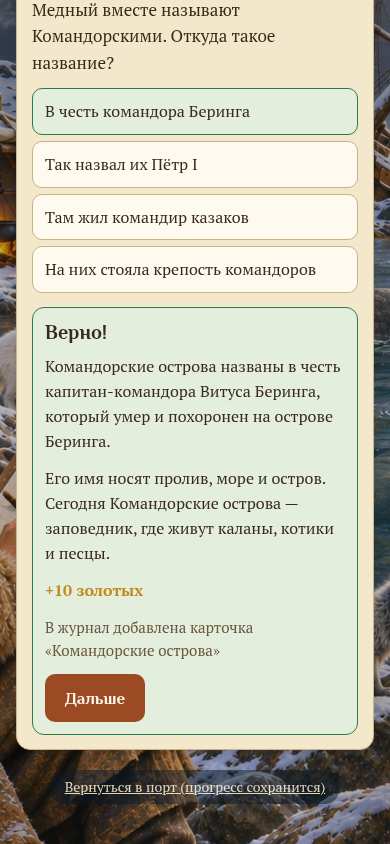 Медный вместе называют
Командорскими. Откуда такое
название?
В честь командора Беринга
Так назвал их Пётр I
Там жил командир казаков
На них стояла крепость командоров
Верно!
Командорские острова названы в честь
капитан-командора Витуса Беринга,
который умер и похоронен на острове
Беринга.
Его имя носят пролив, море и остров.
Сегодня Командорские острова —
заповедник, где живут каланы, котики
и песцы.
+10 золотых
В журнал добавлена карточка
«Командорские острова»
Дальше
Вернуться в порт (прогресс сохранится)